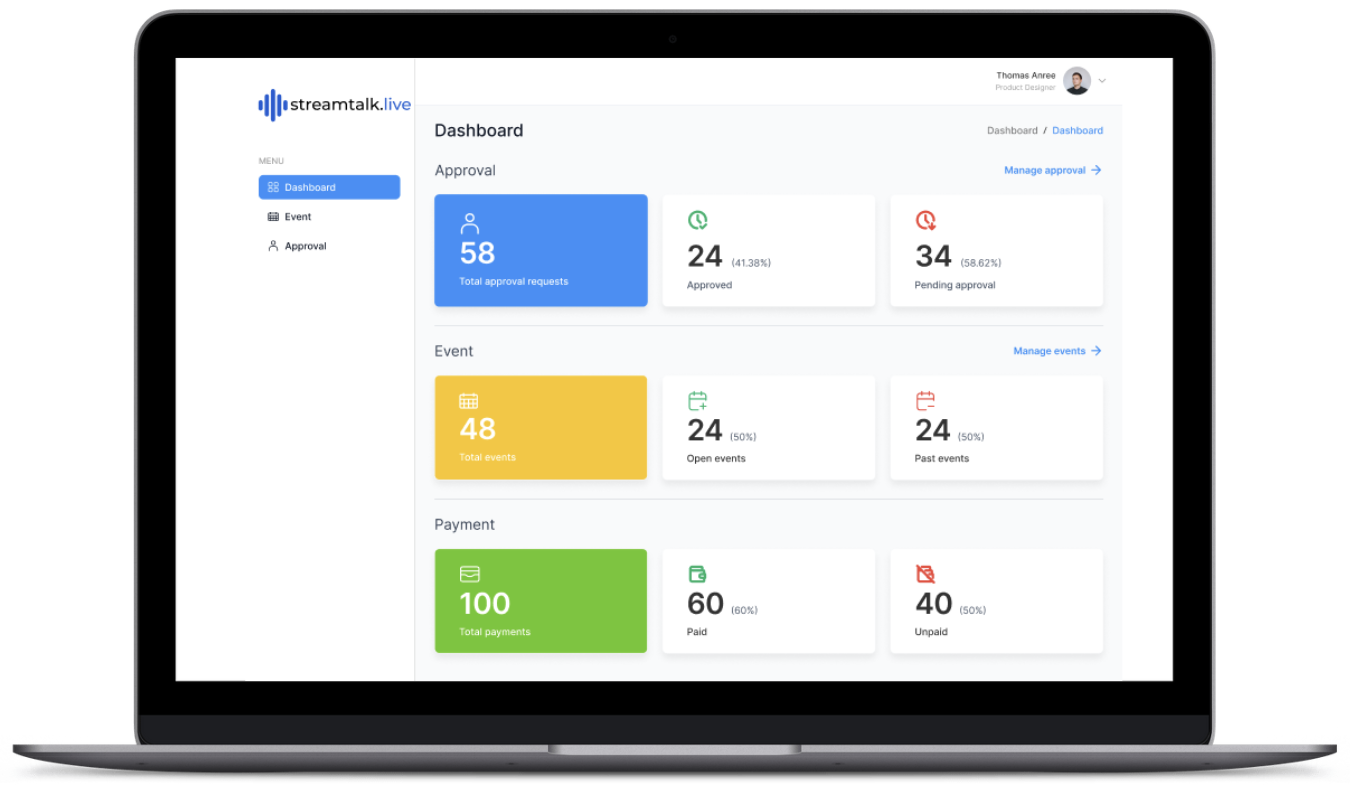 streamtalk.live
Thomas Anree
Product Designer
MENU
Dashboard
Event
Approval
Dashboard
Dashboard / Dashboard
Approval
Manage approval
58
Total approval requests
24 (41.38%)
Approved
34 (58.62%)
Pending approval
Event
Manage events
48
Total events
24 (50%)
Open events
24 (50%)
Past events
Payment
100
Total payments
60 (60%)
Paid
40 (50%)
Unpaid